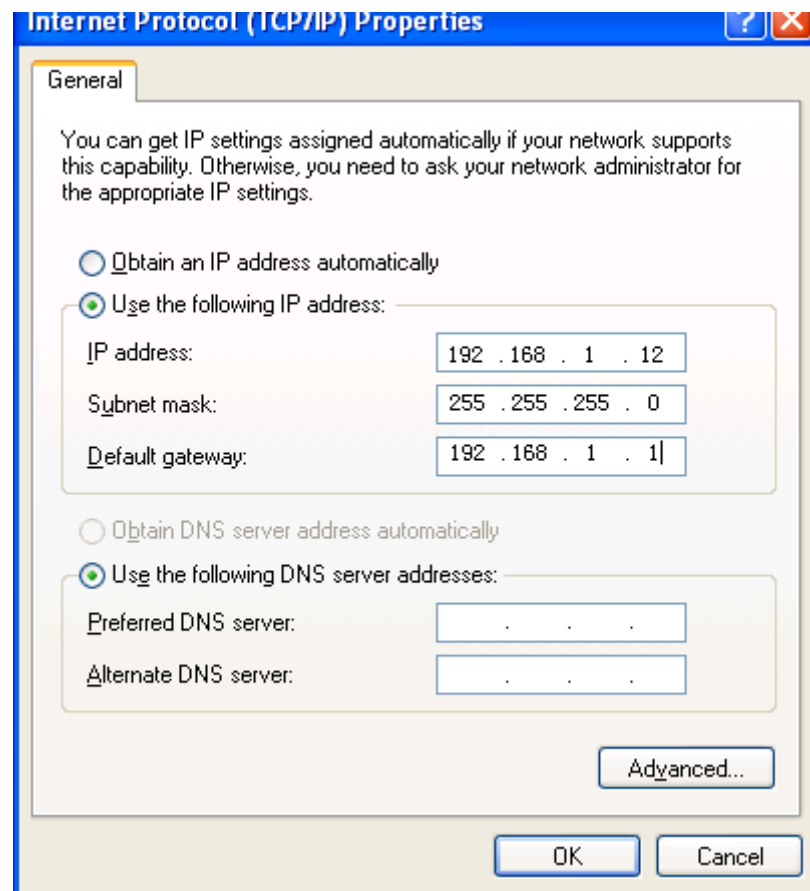 Internet Protocol (TCP/IP) Properties
General
You can get IP settings assigned automatically if your network supports
this capability. Otherwise, you need to ask your network administrator for
the appropriate IP settings.
Obtain an IP address automatically
Use the following IP address:
IP address: 192 . 168 . 1 . 12
Subnet mask: 255 . 255 . 255 . 0
Default gateway: 192 . 168 . 1 . 1
Obtain DNS server address automatically
Use the following DNS server addresses:
Preferred DNS server: . . .
Alternate DNS server: . . .
Advanced...
OK Cancel